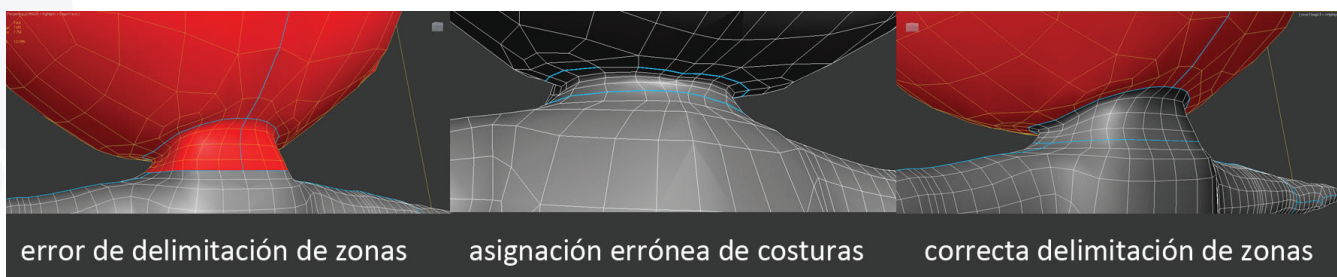 error de delimitación de zonas
asignación errónea de costuras
correcta delimitación de zonas